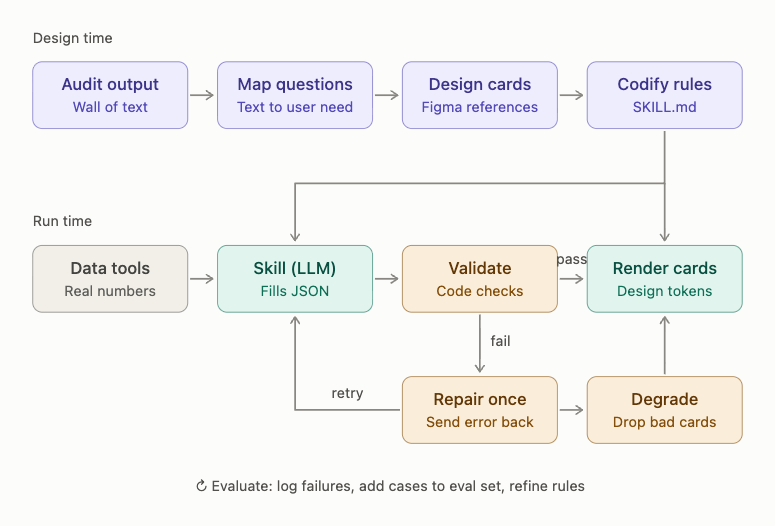 Design time
Audit output
Wall of text
Map questions
Text to user need
Design cards
Figma references
Codify rules
SKILL.md
Run time
Data tools
Real numbers
Skill (LLM)
Fills JSON
Validate
Code checks
pass
Render cards
Design tokens
fail
retry
Repair once
Send error back
Degrade
Drop bad cards
↻ Evaluate: log failures, add cases to eval set, refine rules